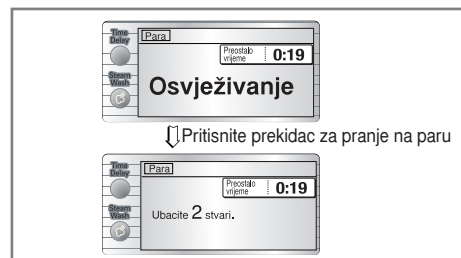 Time
Delay
Para
Preostalo
vrijeme
0:19
Steam
Wash
Osvježivanje
Pritisnite prekidac za pranje na paru
Time
Delay
Para
Preostalo
vrijeme
0:19
Steam
Wash
Ubacite 2 stvari.